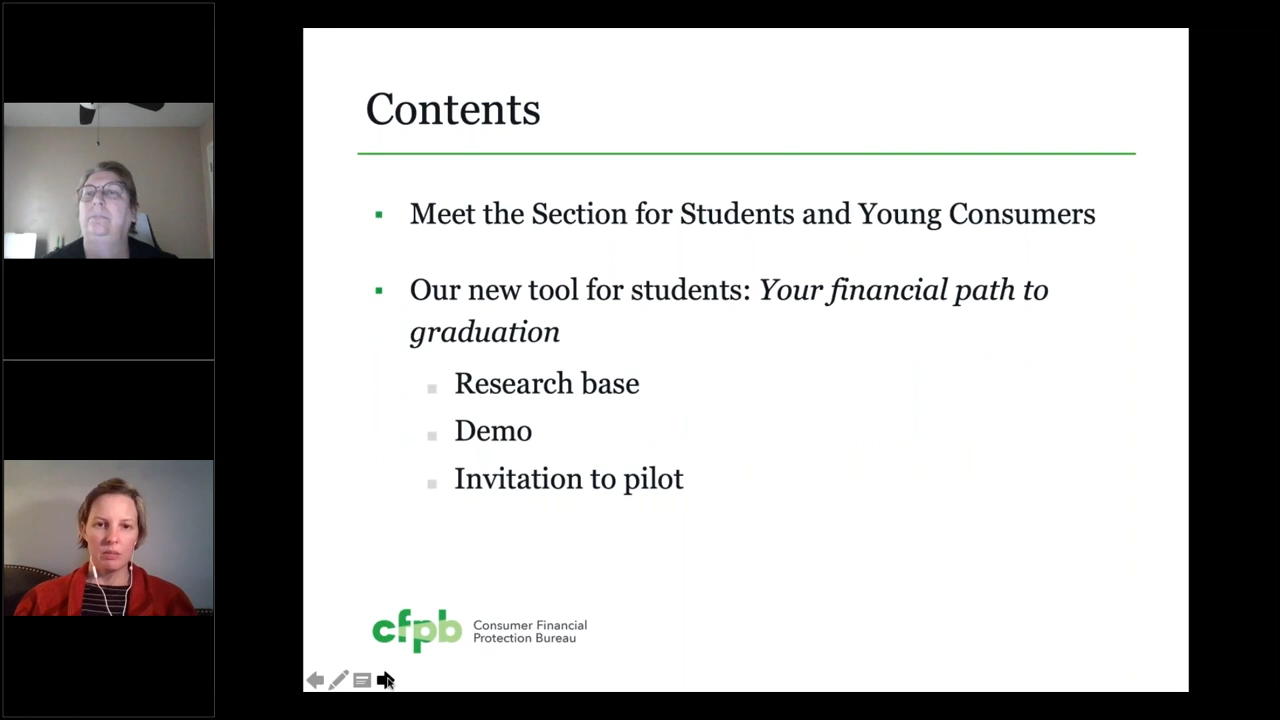 Contents
Meet the Section for Students and Young Consumers
Our new tool for students: Your financial path to
graduation
Research base
Demo
Invitation to pilot
cfpb Consumer Financial
Protection Bureau